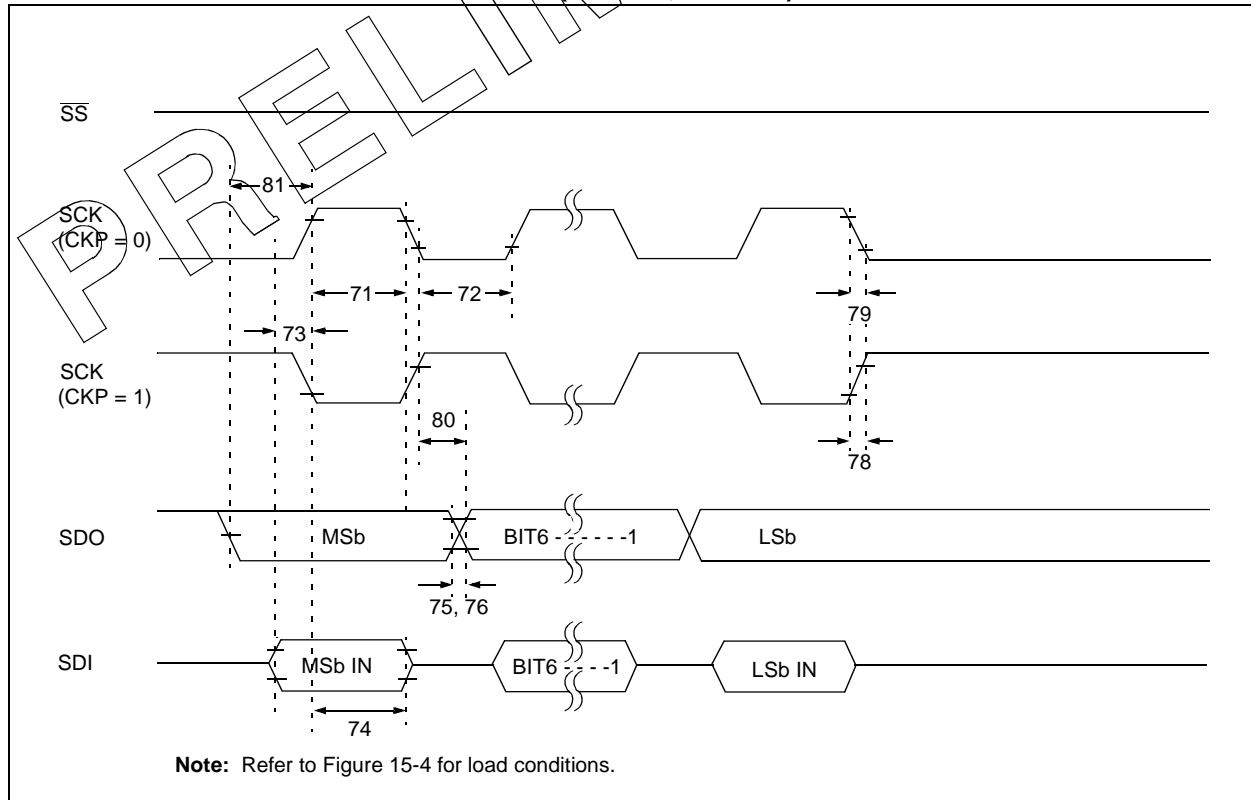 PRELIN
SS
81
SCK
(CKP = 0)
71
72
79
73
SCK
(CKP = 1)
80
78
SDO
MSb
BIT6 - - - - - -1
LSb
75, 76
SDI
MSb IN
BIT6 - - - -1
LSb IN
74
Note: Refer to Figure 15-4 for load conditions.